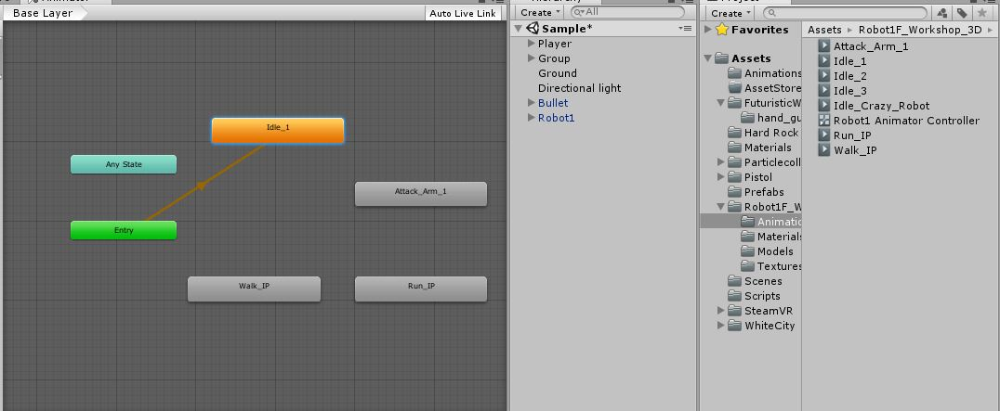 Base Layer
Auto Live Link
Idle_1
Any State
Attack_Arm_1
Entry
Walk_IP
Run_IP
Create
All
Sample*
Player
Group
Ground
Directional light
Bullet
Robot1
Create
Favorites
Assets
Animations
AssetStore
FuturisticW
hand_gu
Hard Rock
Materials
Particlecoll
Pistol
Prefabs
Robot1F_W
Animatic
Materials
Models
Textures
Scenes
Scripts
SteamVR
WhiteCity
Assets
Robot1F_Workshop_3D
Attack_Arm_1
Idle_1
Idle_2
Idle_3
Idle_Crazy_Robot
Robot1 Animator Controller
Run_IP
Walk_IP